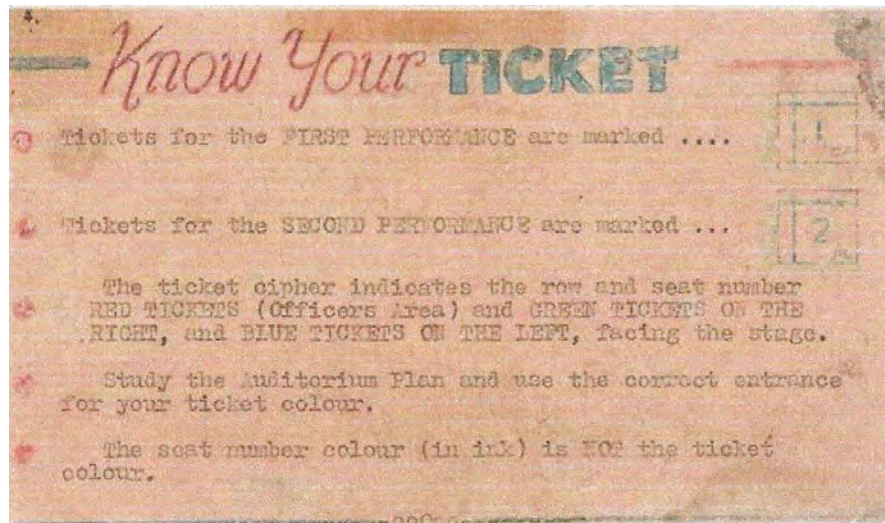 4.
Know Your TICKET
Tickets for the FIRST PERFORMANCE are marked .... 1
Tickets for the SECOND PERFORMANCE are marked ... 2
The ticket cipher indicates the row and seat number
RED TICKETS (Officers Area) and GREEN TICKETS ON THE
RIGHT, and BLUE TICKETS ON THE LEFT, facing the stage.
Study the Auditorium Plan and use the correct entrance
for your ticket colour.
The seat number colour (in ink) is NOT the ticket
colour.